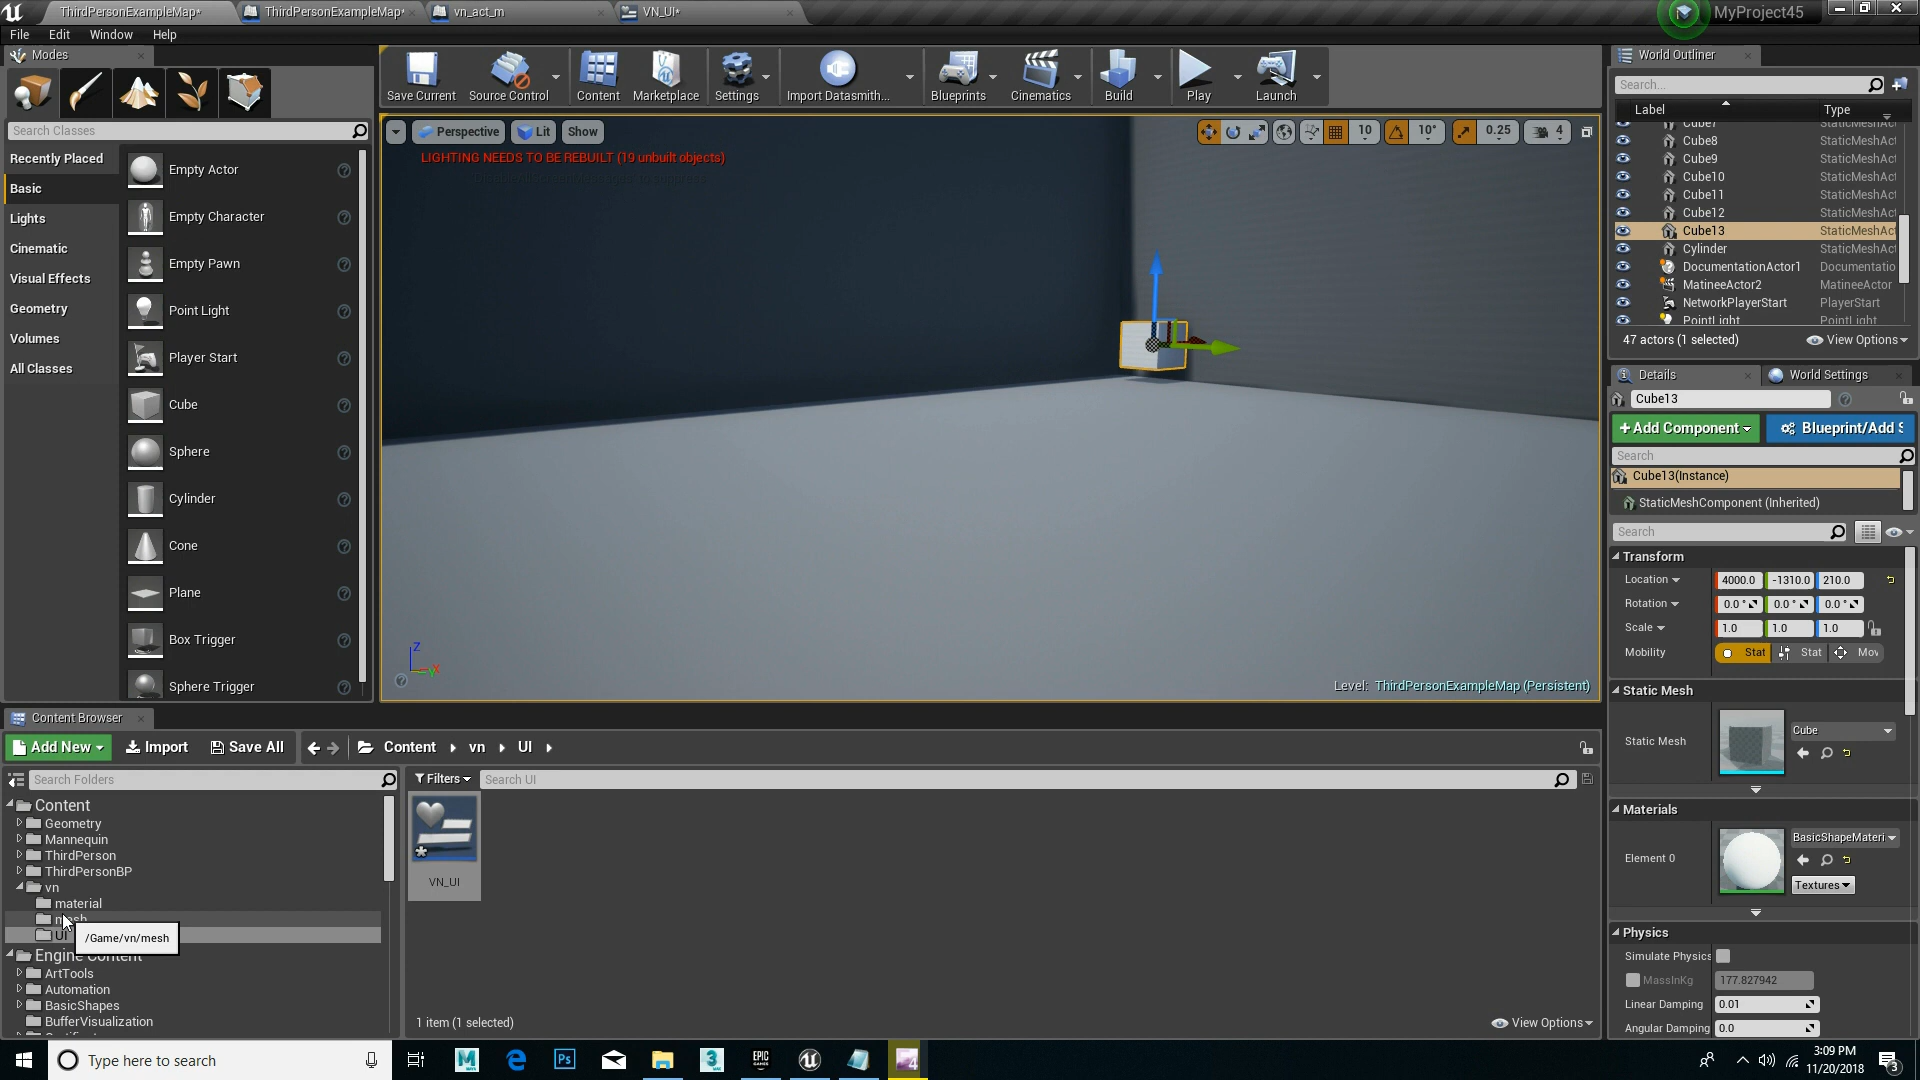 ThirdPersonExampleMap*
ThirdPersonExampleMap*
vn_act_m
VN_UI*
MyProject45
File Edit Window Help
Modes
Search Classes
Recently Placed
Basic
Lights
Cinematic
Visual Effects
Geometry
Volumes
All Classes
Empty Actor
Empty Character
Empty Pawn
Point Light
Player Start
Cube
Sphere
Cylinder
Cone
Plane
Box Trigger
Sphere Trigger
Save Current
Source Control
Content
Marketplace
Settings
Import Datasmith...
Blueprints
Cinematics
Build
Play
Launch
Perspective Lit Show
10 10° 0.25 4
LIGHTING NEEDS TO BE REBUILT (19 unbuilt objects)
Z
X
Level: ThirdPersonExampleMap (Persistent)
World Outliner
Search...
Label Type
Cube7 StaticMeshAct
Cube8 StaticMeshAct
Cube9 StaticMeshAct
Cube10 StaticMeshAct
Cube11 StaticMeshAct
Cube12 StaticMeshAct
Cube13 StaticMeshAct
Cylinder StaticMeshAct
DocumentationActor1 Documentatio
MatineeActor2 MatineeActor
NetworkPlayerStart PlayerStart
PointLight PointLight
47 actors (1 selected) View Options
Details World Settings
Cube13
+Add Component Blueprint/Add S
Search
Cube13(Instance)
StaticMeshComponent (Inherited)
Search
Transform
Location 4000.0 -1310.0 210.0
Rotation 0.0° 0.0° 0.0°
Scale 1.0 1.0 1.0
Mobility Stat Stat Mov
Static Mesh
Static Mesh Cube
Materials
Element 0 BasicShapeMateri
Textures
Physics
Simulate Physics
MassInKg 177.827942
Linear Damping 0.01
Angular Damping 0.0
Content Browser
Add New Import Save All Content vn UI
Search Folders
Filters Search UI
Content
Geometry
Mannequin
ThirdPerson
ThirdPersonBP
vn
material
mesh
UI
/Game/vn/mesh
Engine Content
ArtTools
Automation
BasicShapes
BufferVisualization
VN_UI
1 item (1 selected) View Options
Type here to search
M
Ps
3
EPIC GAMES
4
3:09 PM
11/20/2018
3